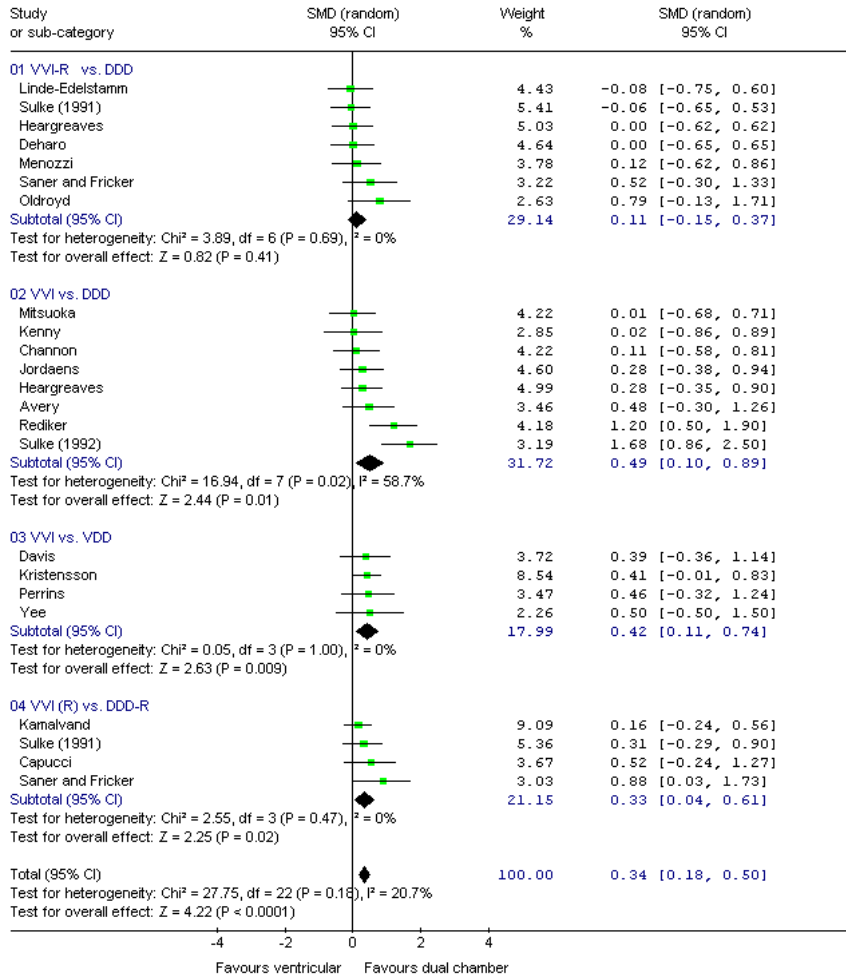 Study SMD (random) Weight SMD (random)
or sub-category 95% CI % 95% CI
01 VVI-R vs. DDD
Linde-Edelstamm 4.43 -0.08 [-0.75, 0.60]
Sulke (1991) 5.41 -0.06 [-0.65, 0.53]
Heargreaves 5.03 0.00 [-0.62, 0.62]
Deharo 4.64 0.00 [-0.65, 0.65]
Menozzi 3.78 0.12 [-0.62, 0.86]
Saner and Fricker 3.22 0.52 [-0.30, 1.33]
Oldroyd 2.63 0.79 [-0.13, 1.71]
Subtotal (95% CI) 29.14 0.11 [-0.15, 0.37]
Test for heterogeneity: Chi² = 3.89, df = 6 (P = 0.69), ² = 0%
Test for overall effect: Z = 0.82 (P = 0.41)
02 VVI vs. DDD
Mitsuoka 4.22 0.01 [-0.68, 0.71]
Kenny 2.85 0.02 [-0.86, 0.89]
Channon 4.22 0.11 [-0.58, 0.81]
Jordaens 4.60 0.28 [-0.38, 0.94]
Heargreaves 4.99 0.28 [-0.35, 0.90]
Avery 3.46 0.48 [-0.30, 1.26]
Rediker 4.18 1.20 [0.50, 1.90]
Sulke (1992) 3.19 1.68 [0.86, 2.50]
Subtotal (95% CI) 31.72 0.49 [0.10, 0.89]
Test for heterogeneity: Chi² = 16.94, df = 7 (P = 0.02), I² = 58.7%
Test for overall effect: Z = 2.44 (P = 0.01)
03 VVI vs. VDD
Davis 3.72 0.39 [-0.36, 1.14]
Kristensson 8.54 0.41 [-0.01, 0.83]
Perrins 3.47 0.46 [-0.32, 1.24]
Yee 2.26 0.50 [-0.50, 1.50]
Subtotal (95% CI) 17.99 0.42 [0.11, 0.74]
Test for heterogeneity: Chi² = 0.05, df = 3 (P = 1.00), ² = 0%
Test for overall effect: Z = 2.63 (P = 0.009)
04 VVI (R) vs. DDD-R
Kamalvand 9.09 0.16 [-0.24, 0.56]
Sulke (1991) 5.36 0.31 [-0.29, 0.90]
Capucci 3.67 0.52 [-0.24, 1.27]
Saner and Fricker 3.03 0.88 [0.03, 1.73]
Subtotal (95% CI) 21.15 0.33 [0.04, 0.61]
Test for heterogeneity: Chi² = 2.55, df = 3 (P = 0.47), ² = 0%
Test for overall effect: Z = 2.25 (P = 0.02)
Total (95% CI) 100.00 0.34 [0.18, 0.50]
Test for heterogeneity: Chi² = 27.75, df = 22 (P = 0.18), I² = 20.7%
Test for overall effect: Z = 4.22 (P < 0.0001)
-4 -2 0 2 4
Favours ventricular Favours dual chamber